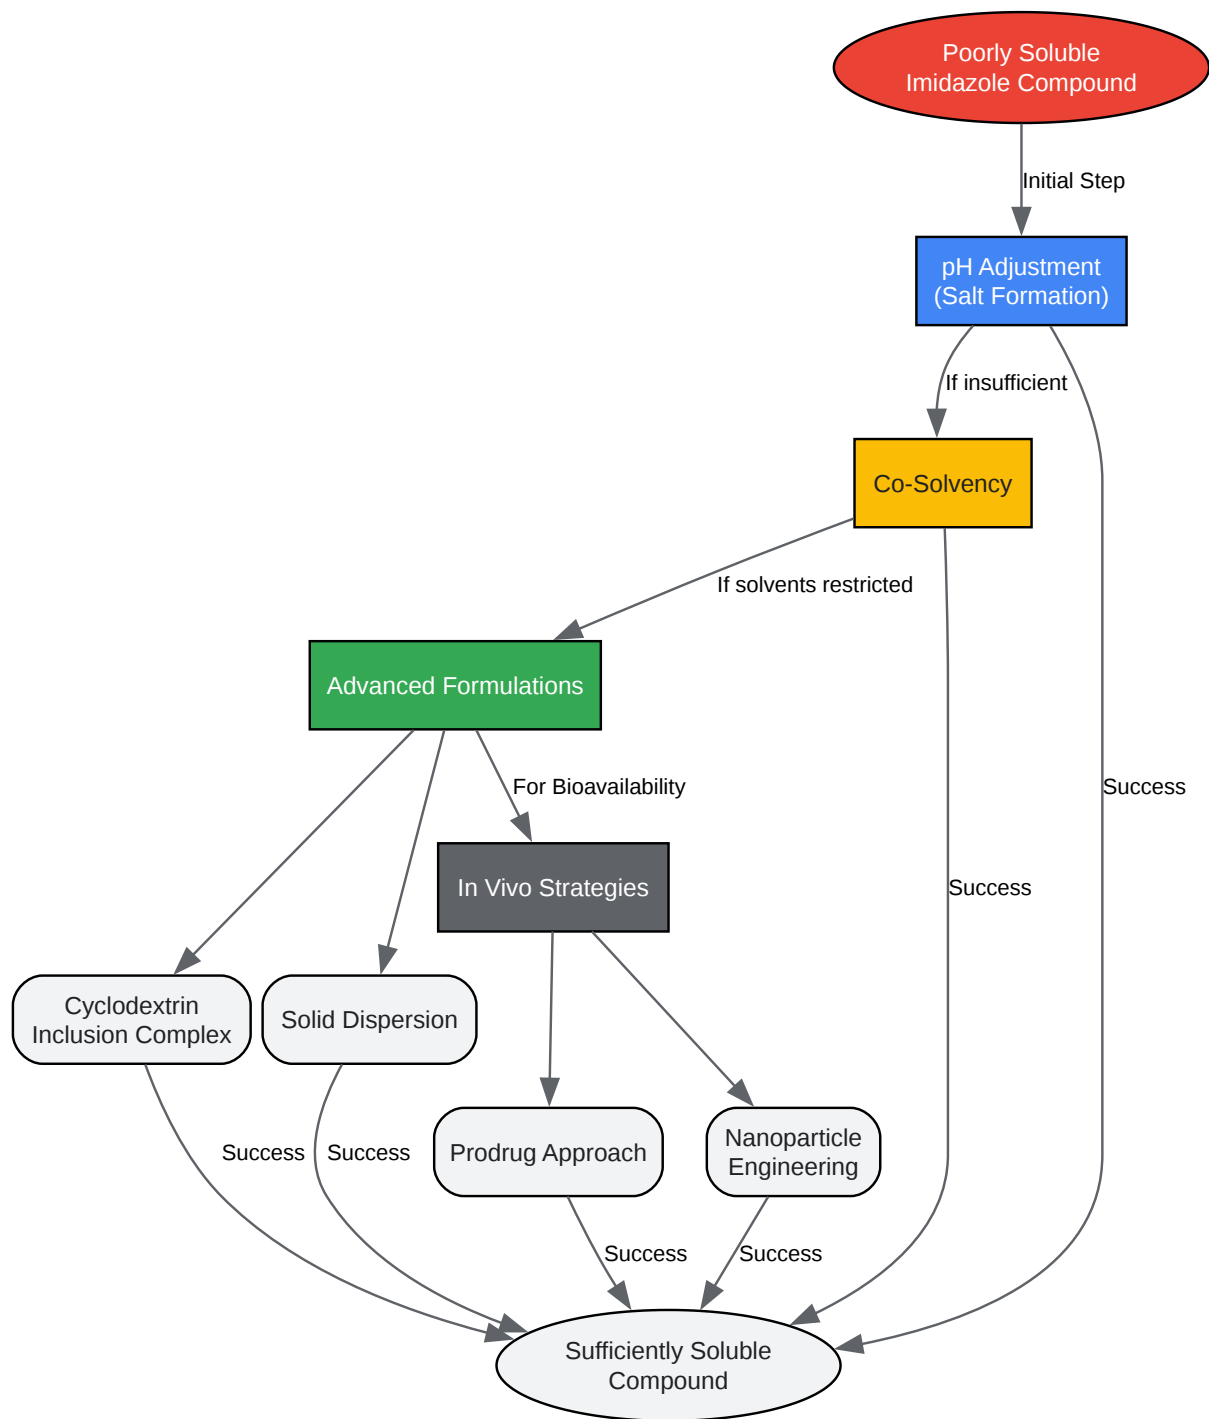 Poorly Soluble
Imidazole Compound
Initial Step
pH Adjustment
(Salt Formation)
If insufficient
Co-Solvency
If solvents restricted
Advanced Formulations
For Bioavailability
Success
In Vivo Strategies
Success
Cyclodextrin
Inclusion Complex
Solid Dispersion
Success
Success
Prodrug Approach
Nanoparticle
Engineering
Success
Success
Sufficiently Soluble
Compound